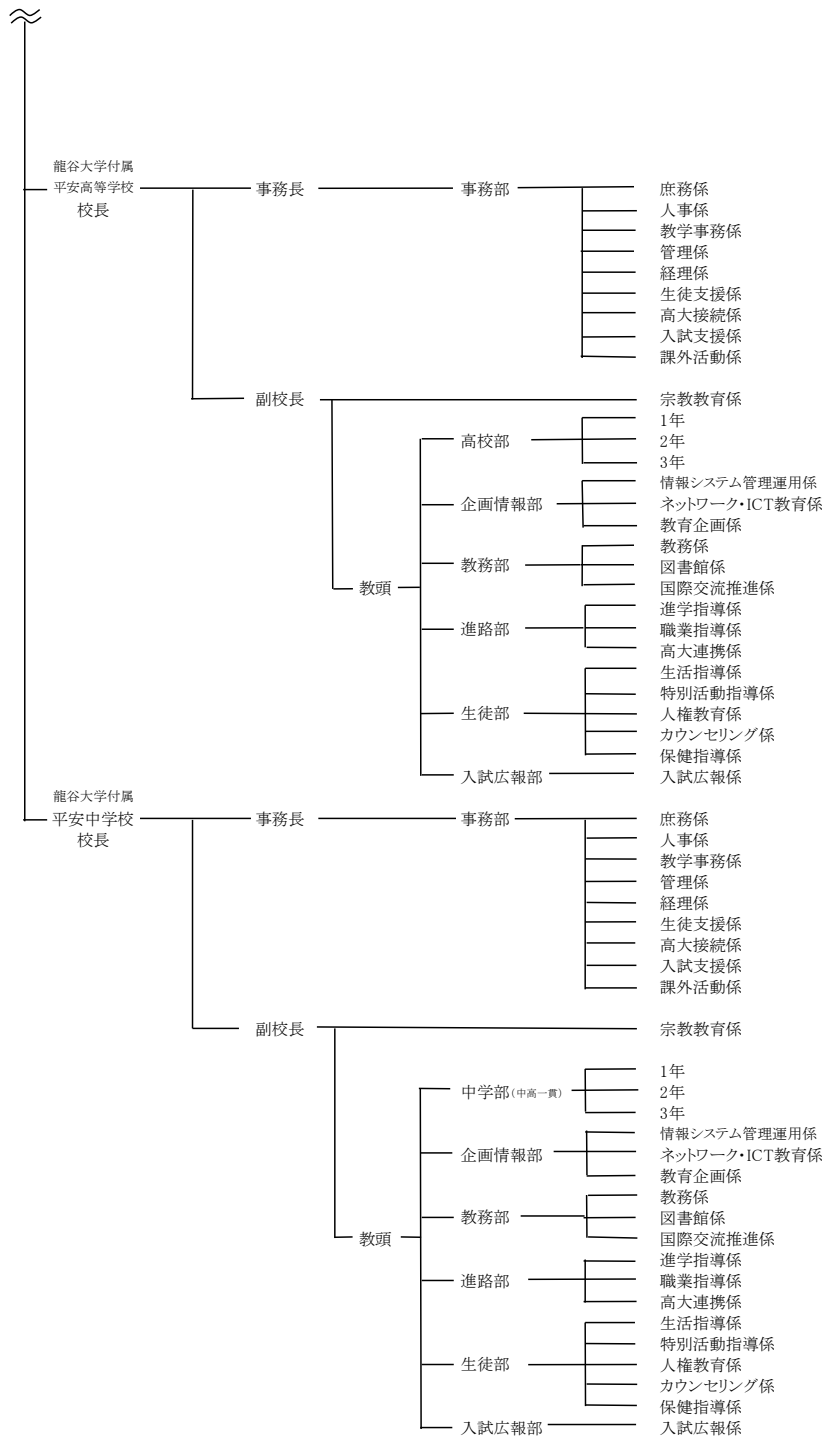 龍谷大学付属
平安高等学校
校長
事務長
事務部
庶務係
人事係
教学事務係
管理係
経理係
生徒支援係
高大接続係
入試支援係
課外活動係
副校長
宗教教育係
高校部
1年
2年
3年
企画情報部
情報システム管理運用係
ネットワーク・ICT教育係
教育企画係
教頭
教務部
教務係
図書館係
国際交流推進係
進路部
進学指導係
職業指導係
高大連携係
生徒部
生活指導係
特別活動指導係
人権教育係
カウンセリング係
保健指導係
入試広報部
入試広報係
龍谷大学付属
平安中学校
校長
事務長
事務部
庶務係
人事係
教学事務係
管理係
経理係
生徒支援係
高大接続係
入試支援係
課外活動係
副校長
宗教教育係
中学部(中高一貫)
1年
2年
3年
企画情報部
情報システム管理運用係
ネットワーク・ICT教育係
教育企画係
教頭
教務部
教務係
図書館係
国際交流推進係
進路部
進学指導係
職業指導係
高大連携係
生徒部
生活指導係
特別活動指導係
人権教育係
カウンセリング係
保健指導係
入試広報部
入試広報係